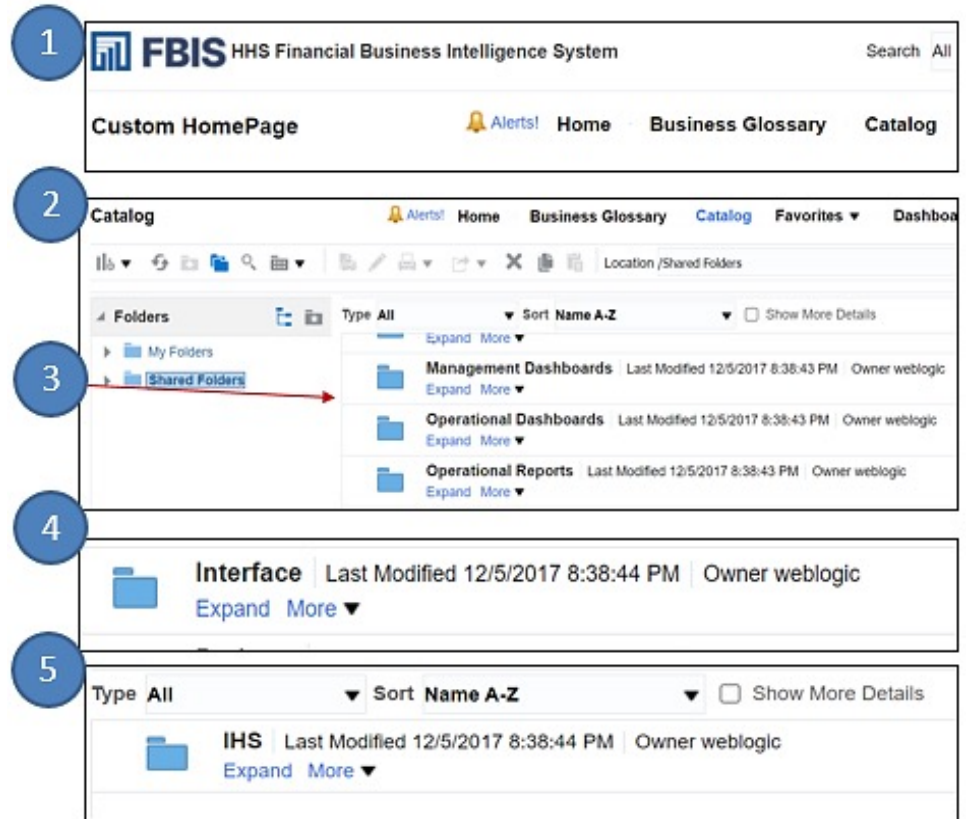 1
FBIS HHS Financial Business Intelligence System Search All
Custom HomePage Alerts! Home Business Glossary Catalog
2
Catalog Alerts! Home Business Glossary Catalog Favorites Dashboa
Location /Shared Folders
Folders Type All Sort Name A-Z Show More Details
Expand More
My Folders
3
Shared Folders
Management Dashboards Last Modified 12/5/2017 8:38:43 PM Owner weblogic
Expand More
Operational Dashboards Last Modified 12/5/2017 8:38:43 PM Owner weblogic
Expand More
Operational Reports Last Modified 12/5/2017 8:38:43 PM Owner weblogic
Expand More
4
Interface Last Modified 12/5/2017 8:38:44 PM Owner weblogic
Expand More
5
Type All Sort Name A-Z Show More Details
IHS Last Modified 12/5/2017 8:38:44 PM Owner weblogic
Expand More